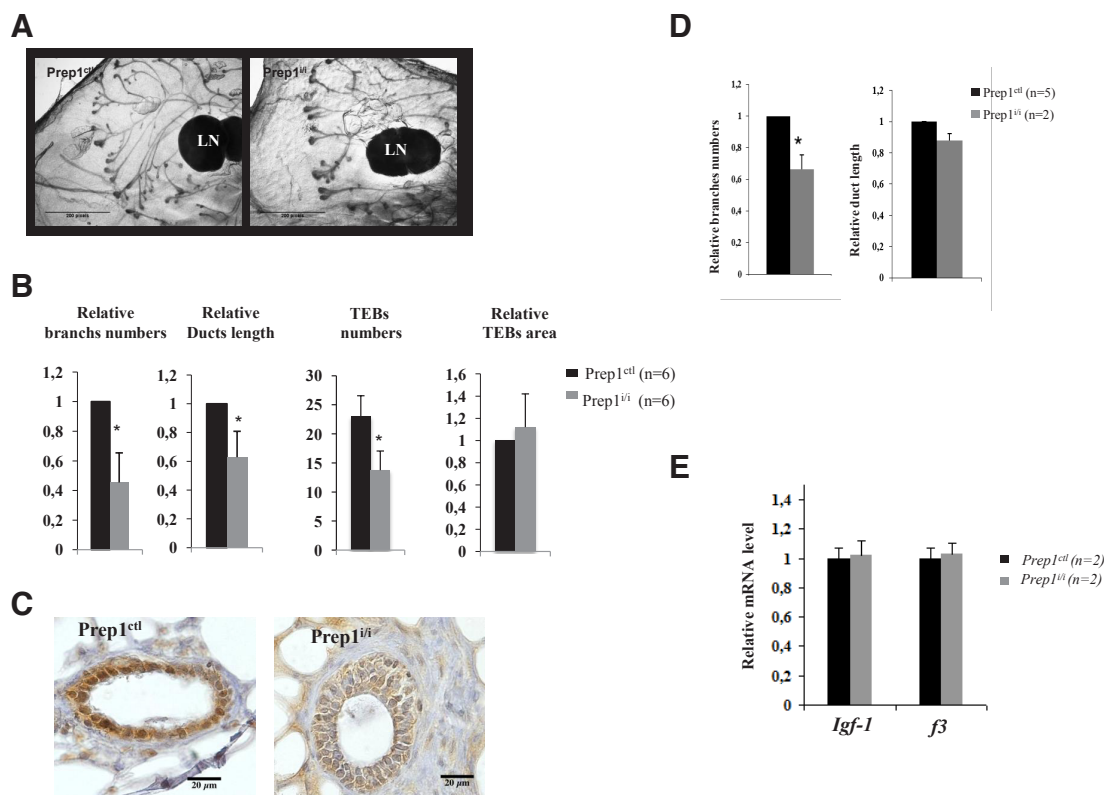 A
Prep1ctl
LN
200 pixels
Prep1i/i
LN
200 pixels
B
Relative
branchs numbers
1,2
1
0,8
0,6
0,4
0,2
0
*
Relative
Ducts length
1,2
1
0,8
0,6
0,4
0,2
0
*
TEBs
numbers
30
25
20
15
10
5
0
*
Relative
TEBs area
1,6
1,4
1,2
1
0,8
0,6
0,4
0,2
0
Prep1ctl (n=6)
Prep1i/i (n=6)
C
Prep1ctl
20 µm
Prep1i/i
20 µm
D
Relative branches numbers
1,2
1
0,8
0,6
0,4
0,2
0
*
Relative duct length
1,2
1
0,8
0,6
0,4
0,2
0
Prep1ctl (n=5)
Prep1i/i (n=2)
E
Relative mRNA level
1,4
1,2
1
0,8
0,6
0,4
0,2
0
Igf-1
f3
Prep1ctl (n=2)
Prep1i/i (n=2)